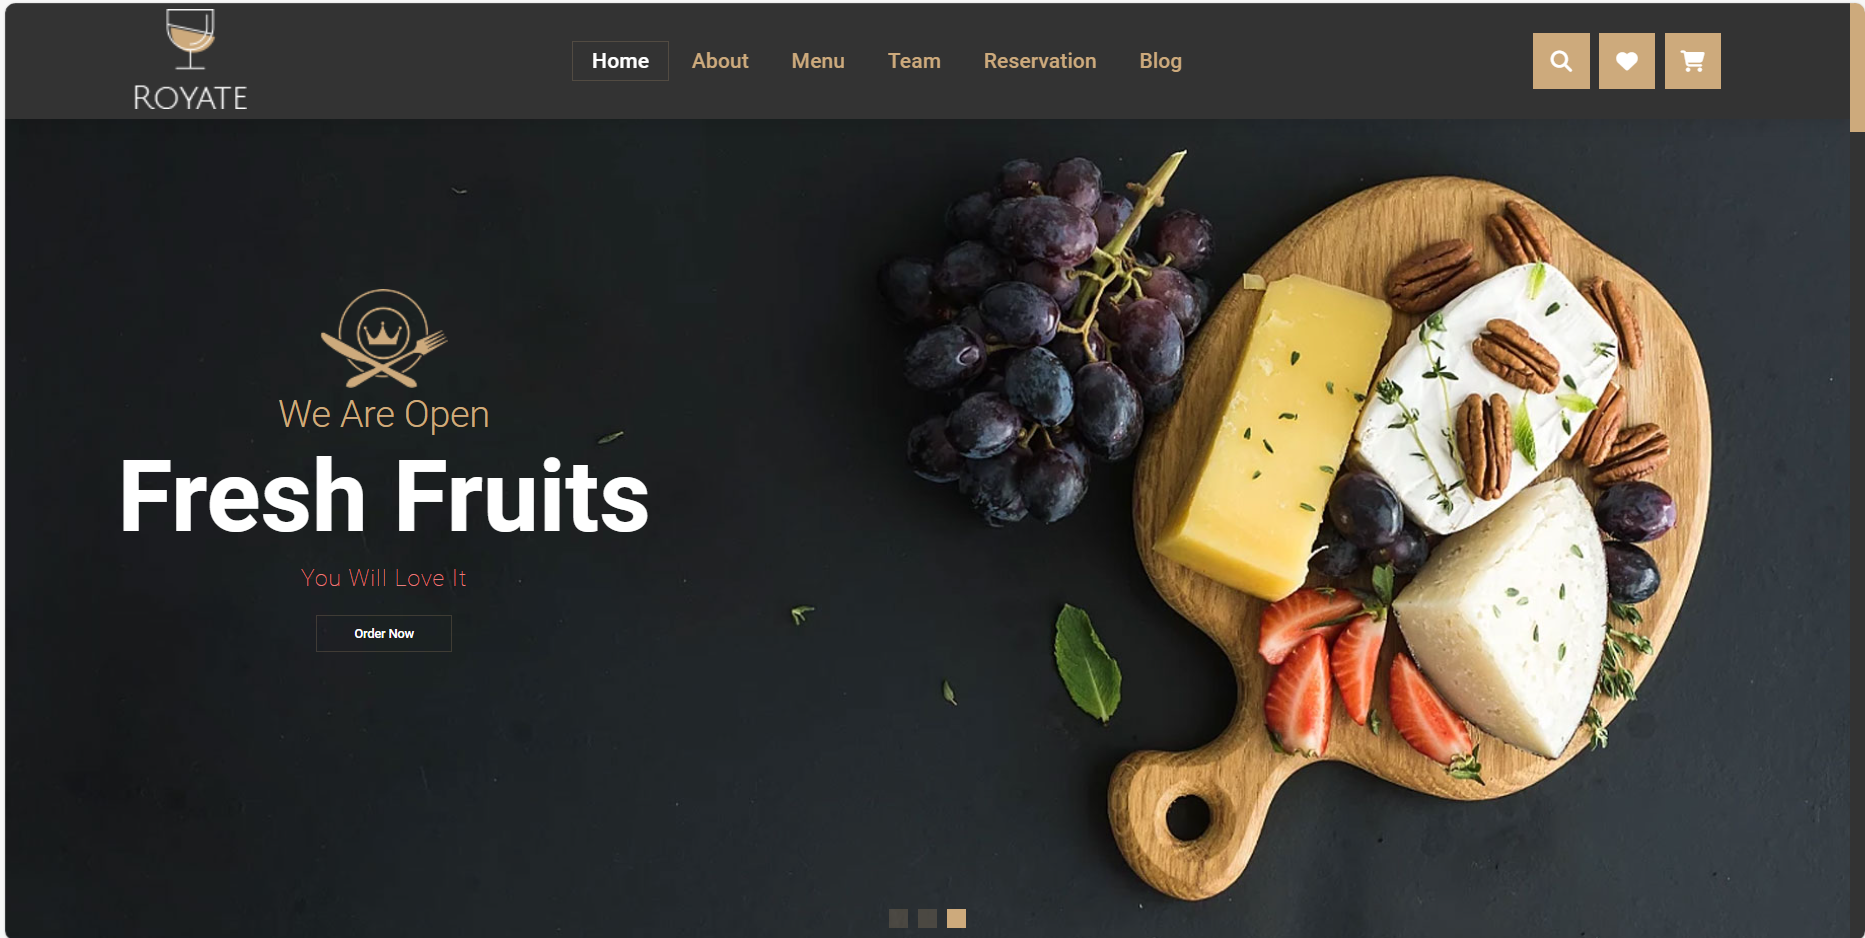 ROYATE
Home About Menu Team Reservation Blog
We Are Open
Fresh Fruits
You Will Love It
Order Now